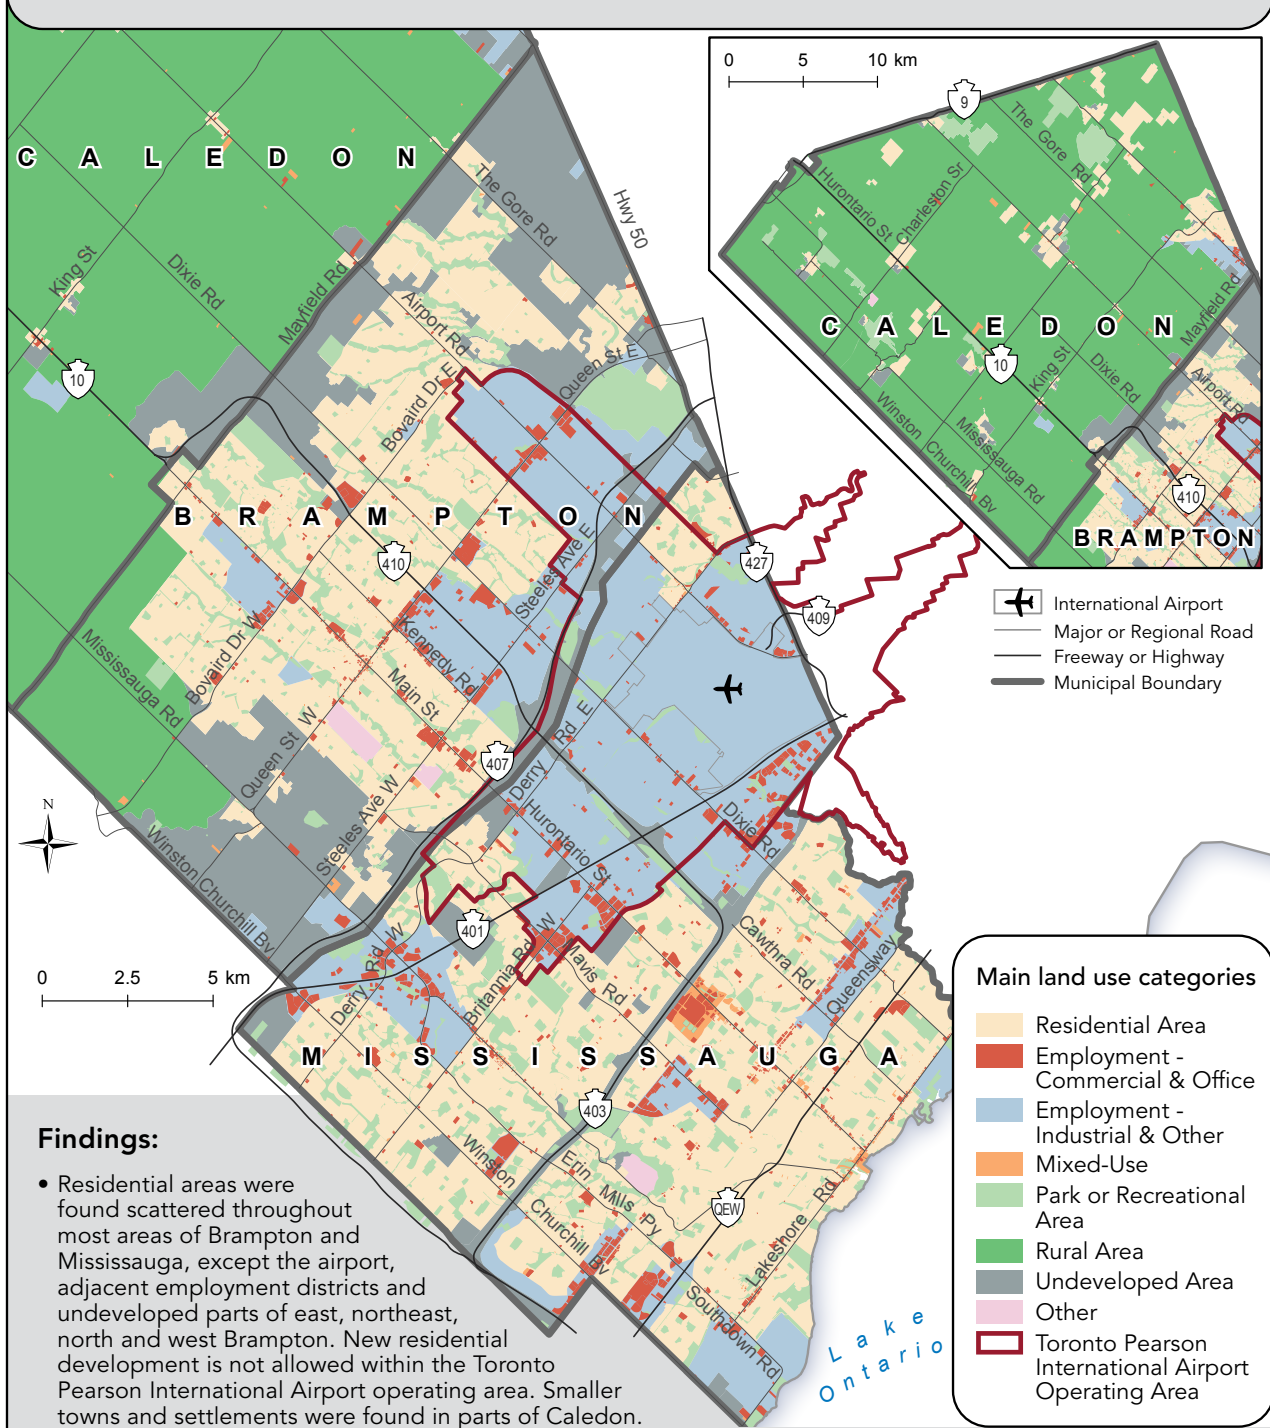 0 5 10 km
9
The Gore Rd
Hurontario St
Charleston Sr
CALEDON
Mayfield Rd
10
King St
Dixie Rd
Airport Rd
Winston Churchill Bv
Mississauga Rd
410
BRAMPTON
CALEDON
The Gore Rd
Hwy 50
King St
Dixie Rd
Mayfield Rd
Airport Rd
10
Queen St E
Bovaird Dr E
BRAMPTON
410
Steeles Ave E
427
409
Kennedy Rd
Mississauga Rd
Bovaird Dr W
Main St
Queen St W
407
Derry Rd E
Steeles Ave W
Hurontario St
Dixie Rd
N
Winston Churchill Bv
401
Derry Rd W
Britannia Rd W
Mavis Rd
Cawthra Rd
Queensway
0 2.5 5 km
MISSISSAUGA
403
Winston Churchill Bv
Erin Mills Py
QEW
Lakeshore Rd
Southdown Rd
Lake
Ontario
International Airport
Major or Regional Road
Freeway or Highway
Municipal Boundary
Main land use categories
Residential Area
Employment -
Commercial & Office
Employment -
Industrial & Other
Mixed-Use
Park or Recreational
Area
Rural Area
Undeveloped Area
Other
Toronto Pearson
International Airport
Operating Area
Findings:
• Residential areas were
found scattered throughout
most areas of Brampton and
Mississauga, except the airport,
adjacent employment districts and
undeveloped parts of east, northeast,
north and west Brampton. New residential
development is not allowed within the Toronto
Pearson International Airport operating area. Smaller
towns and settlements were found in parts of Caledon.